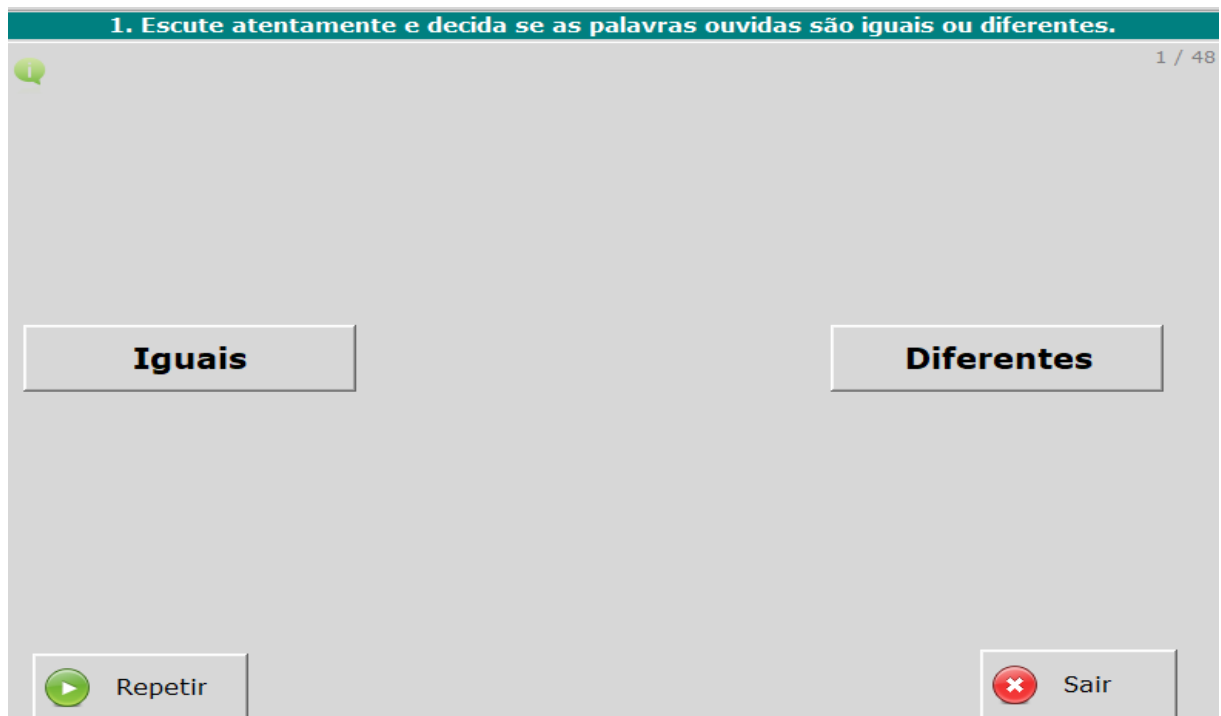 1. Escute atentamente e decida se as palavras ouvidas são iguais ou diferentes.
1 / 48
Iguais
Diferentes
Repetir
Sair